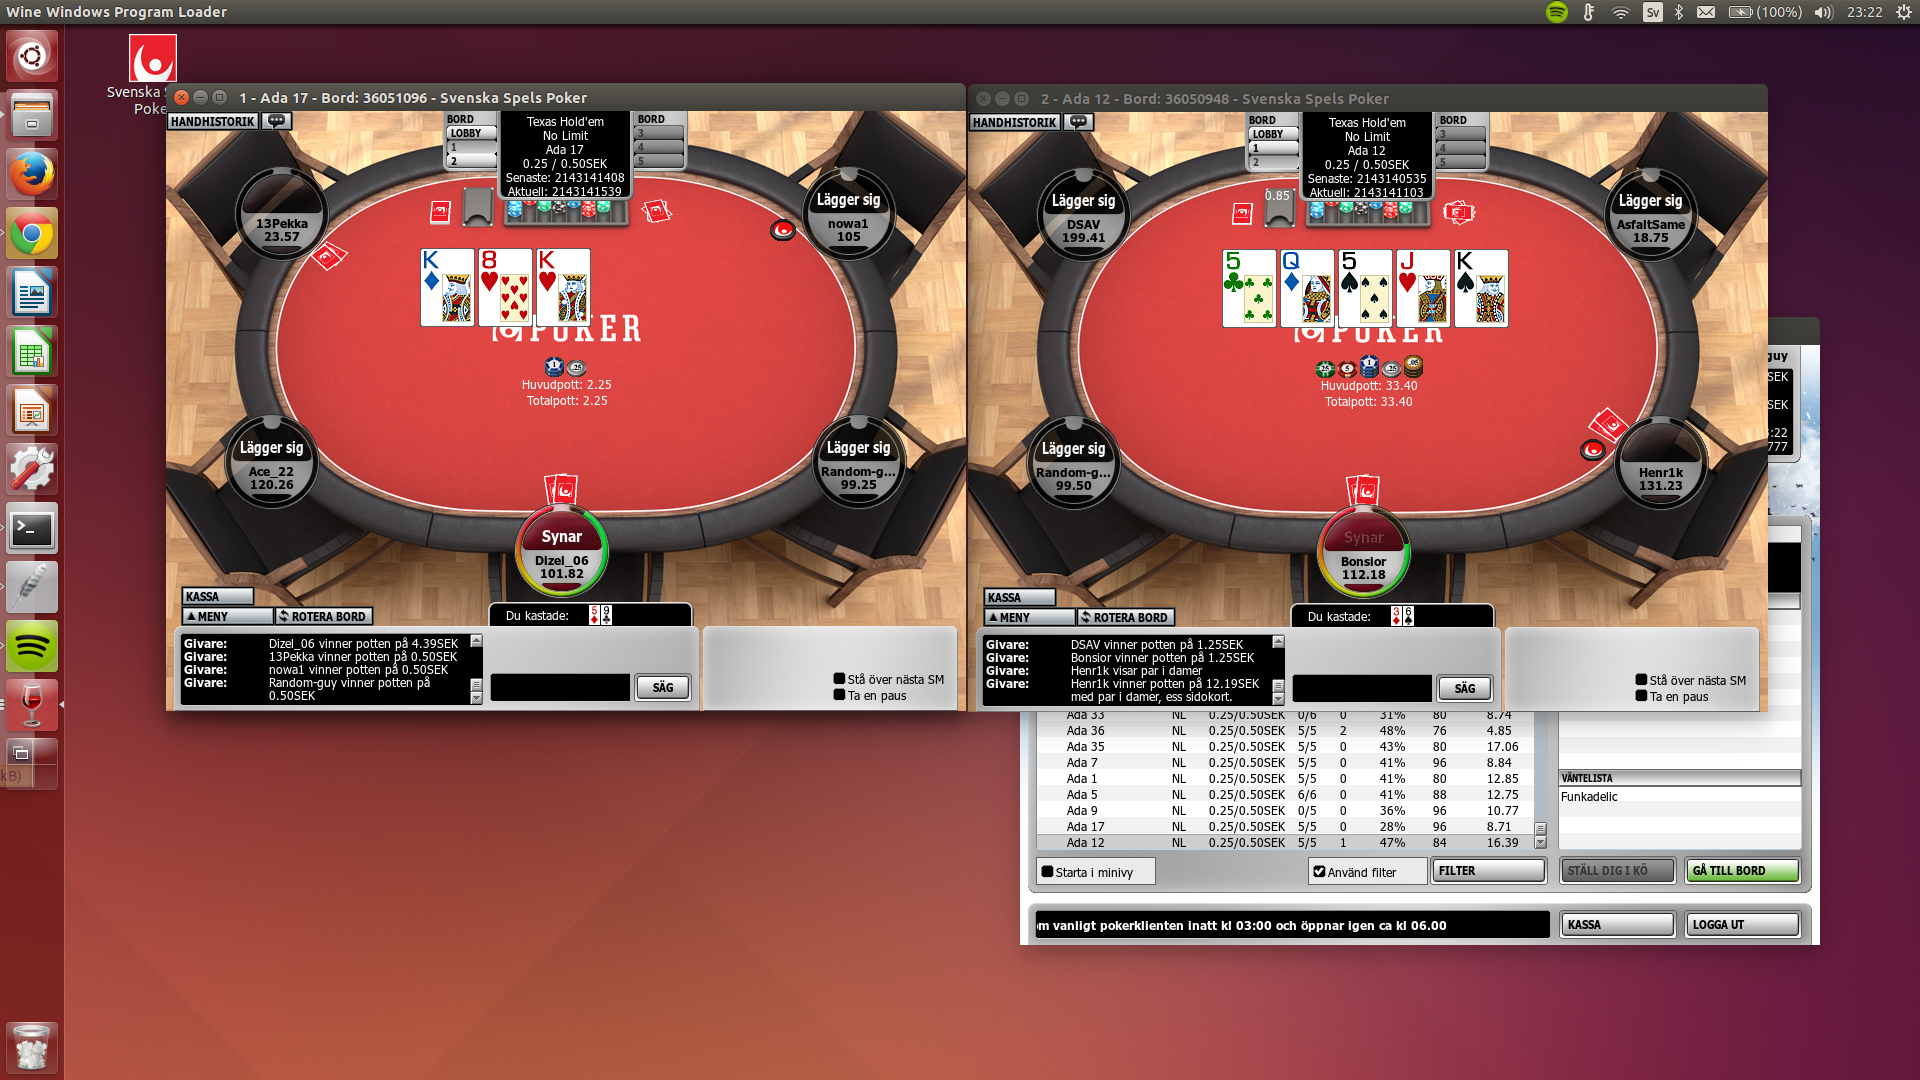 Wine Windows Program Loader
Sv
(100%)
23:22
Svenska S
Poke
1 - Ada 17 - Bord: 36051096 - Svenska Spels Poker
HANDHISTORIK
BORD
LOBBY
1
2
Texas Hold'em
No Limit
Ada 17
0.25 / 0.50SEK
Senaste: 2143141408
Aktuell: 2143141539
BORD
3
4
5
13Pekka
23.57
Lägger sig
nowa1
105
K
8
K
POKER
1
25
Huvudpott: 2.25
Totalpott: 2.25
Lägger sig
Ace_22
120.26
Lägger sig
Random-g...
99.25
Synar
Dizel_06
101.82
KASSA
MENY
ROTERA BORD
Du kastade:
5
9
Givare: Dizel_06 vinner potten på 4.39SEK
Givare: 13Pekka vinner potten på 0.50SEK
Givare: nowa1 vinner potten på 0.50SEK
Givare: Random-guy vinner potten på
0.50SEK
SÄG
Stå över nästa SM
Ta en paus
2 - Ada 12 - Bord: 36050948 - Svenska Spels Poker
HANDHISTORIK
BORD
LOBBY
1
2
Texas Hold'em
No Limit
Ada 12
0.25 / 0.50SEK
Senaste: 2143140535
Aktuell: 2143141103
BORD
3
4
5
0.85
Lägger sig
DSAV
199.41
Lägger sig
AsfaltSame
18.75
5
Q
5
J
K
POKER
25
5
1
25
.05
Huvudpott: 33.40
Totalpott: 33.40
Lägger sig
Random-g...
99.50
Henr1k
131.23
Synar
Bonsior
112.18
KASSA
MENY
ROTERA BORD
Du kastade:
3
6
Givare: DSAV vinner potten på 1.25SEK
Givare: Bonsior vinner potten på 1.25SEK
Givare: Henr1k visar par i damer
Givare: Henr1k vinner potten på 12.19SEK
med par i damer, ess sidokort.
SÄG
Stå över nästa SM
Ta en paus
guy
SEK
SEK
:22
777
Ada 33 NL 0.25/0.50SEK 0/6 0 31% 80 8.74
Ada 36 NL 0.25/0.50SEK 5/5 2 48% 76 4.85
Ada 35 NL 0.25/0.50SEK 5/5 0 43% 80 17.06
Ada 7 NL 0.25/0.50SEK 5/5 0 41% 96 8.84
Ada 1 NL 0.25/0.50SEK 5/5 0 41% 80 12.85
Ada 5 NL 0.25/0.50SEK 6/6 0 41% 88 12.75
Ada 9 NL 0.25/0.50SEK 0/5 0 36% 96 10.77
Ada 17 NL 0.25/0.50SEK 5/5 0 28% 96 8.71
Ada 12 NL 0.25/0.50SEK 5/5 1 47% 84 16.39
VÄNTELISTA
Funkadelic
Starta i minivy
Använd filter
FILTER
STÄLL DIG I KÖ
GÅ TILL BORD
m vanligt pokerklienten inatt kl 03:00 och öppnar igen ca kl 06.00
KASSA
LOGGA UT
kB)